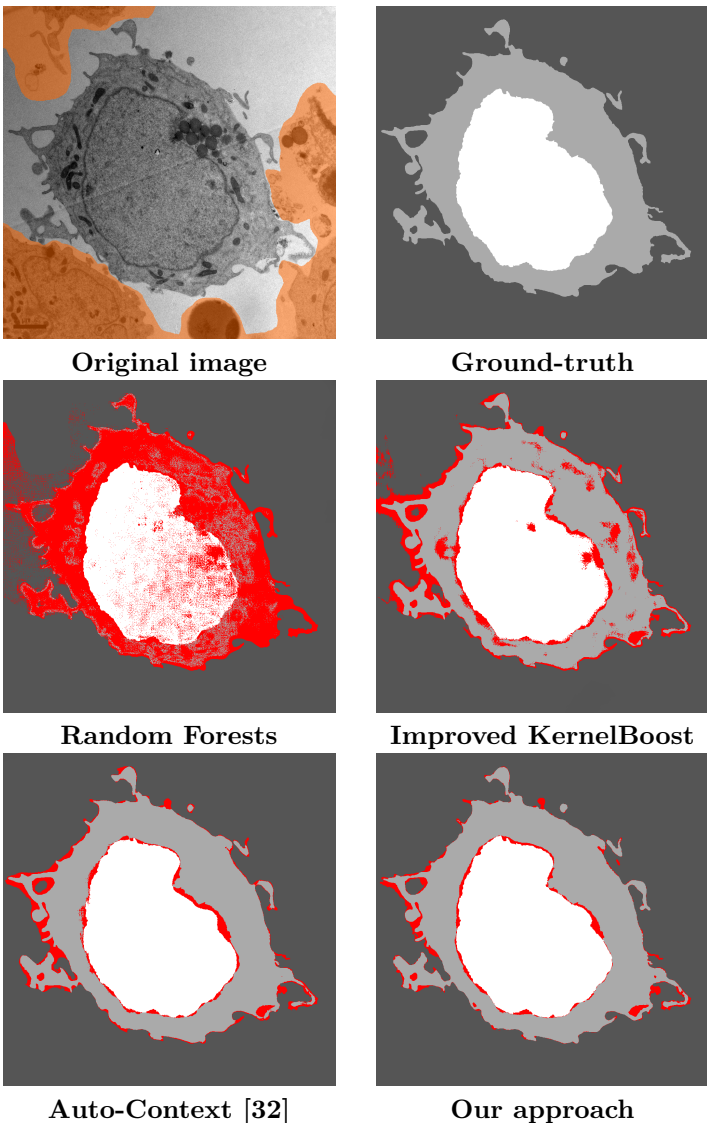 Original image
Ground-truth
Random Forests
Improved KernelBoost
Auto-Context [32]
Our approach